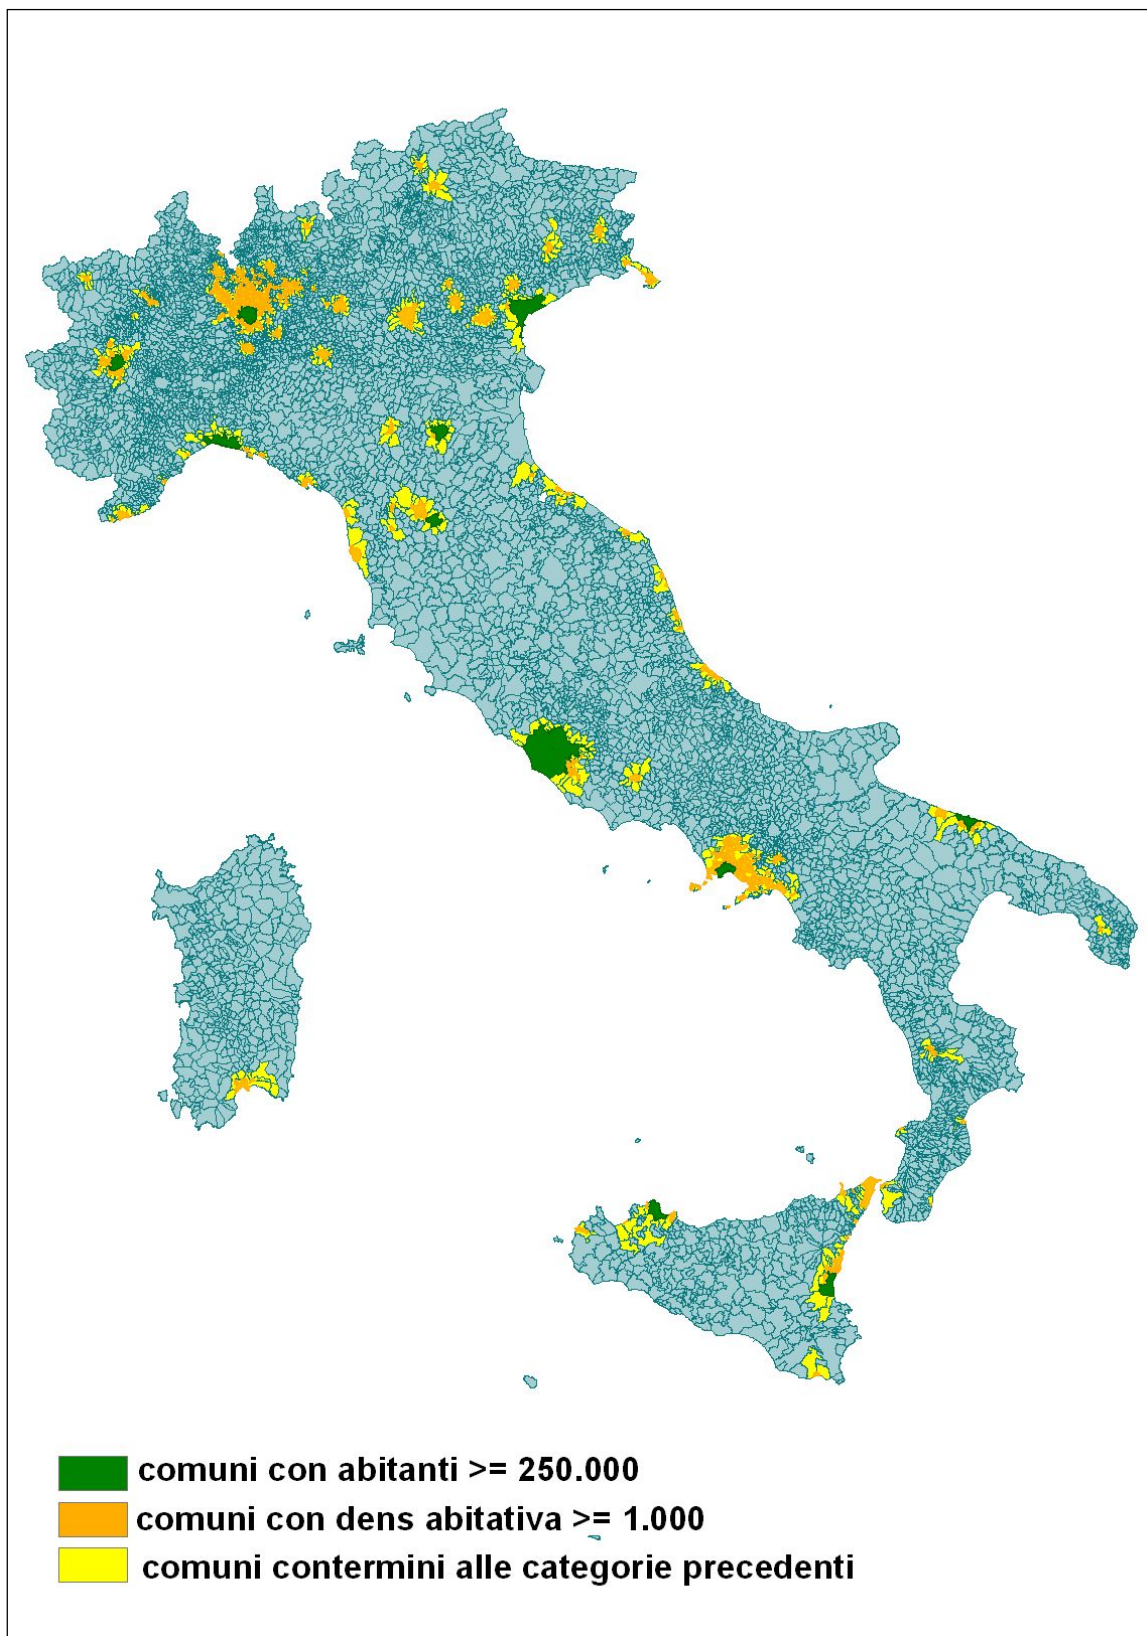 comuni con abitanti >= 250.000
comuni con dens abitativa >= 1.000
comuni contermini alle categorie precedenti